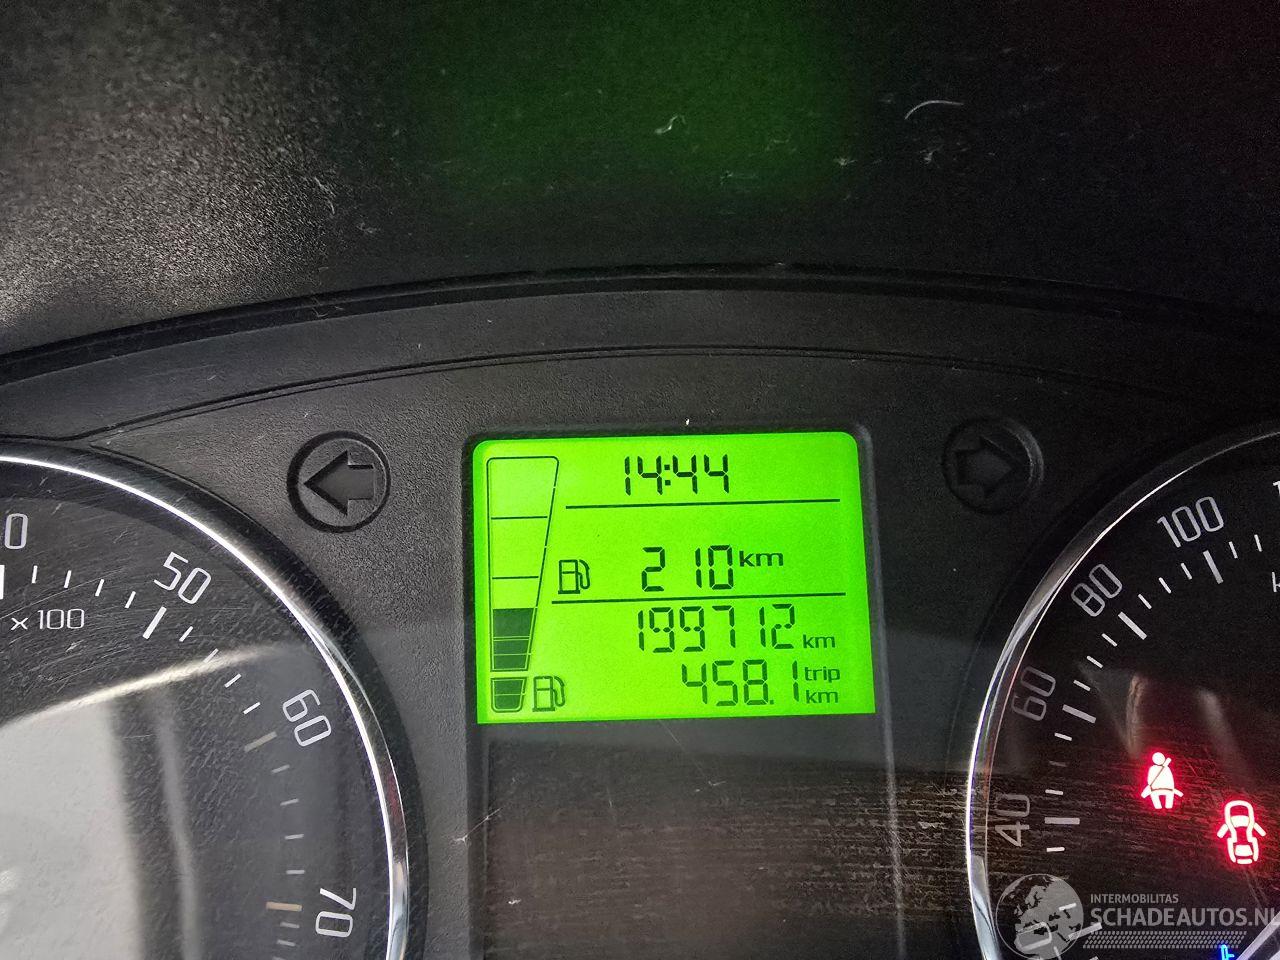 14:44
210 km
199712 km
458.1 trip km
50
x 100
60
70
100
80
60
40
INTERMOBILITAS
SCHADEAUTOS.NL